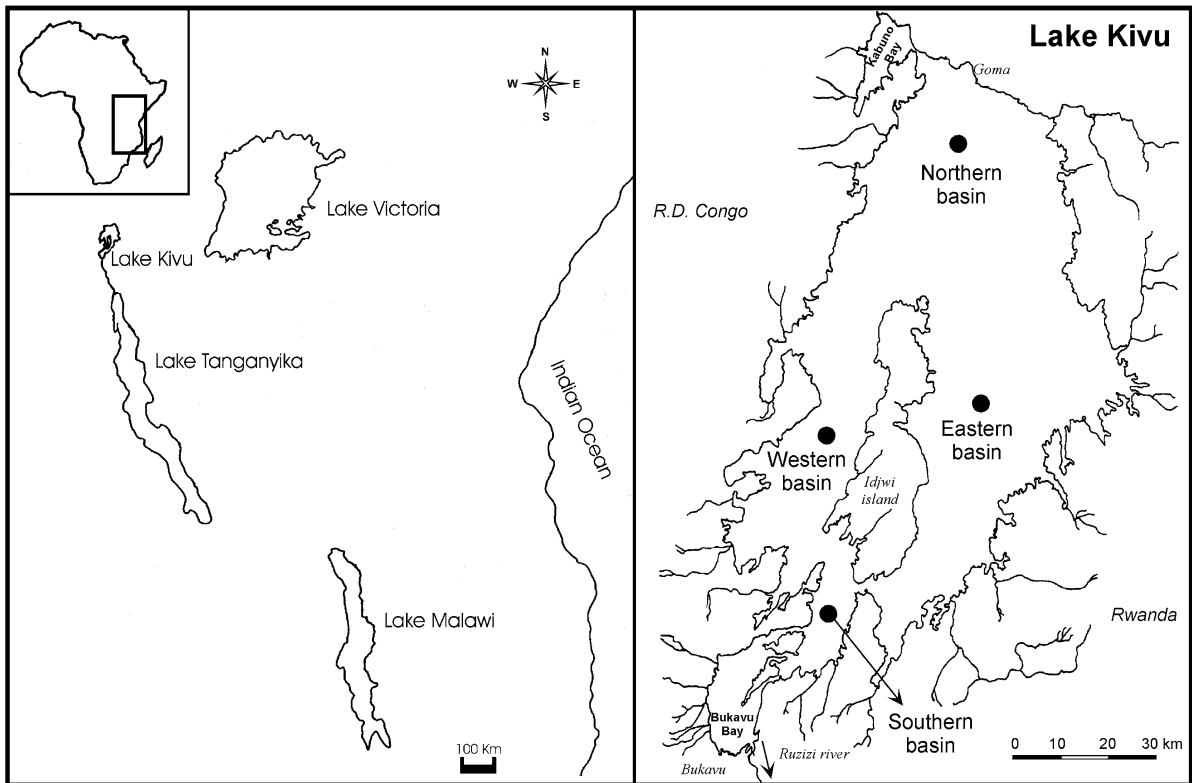 N
W
E
S
Lake Victoria
Lake Kivu
Lake Tanganyika
Indian Ocean
Lake Malawi
100 Km
Lake Kivu
Kabuno
Bay
Goma
Northern
basin
R.D. Congo
Eastern
basin
Western
basin
Idjwi
island
Rwanda
Southern
basin
Bukavu
Bay
Ruzizi river
Bukavu
0 10 20 30 km